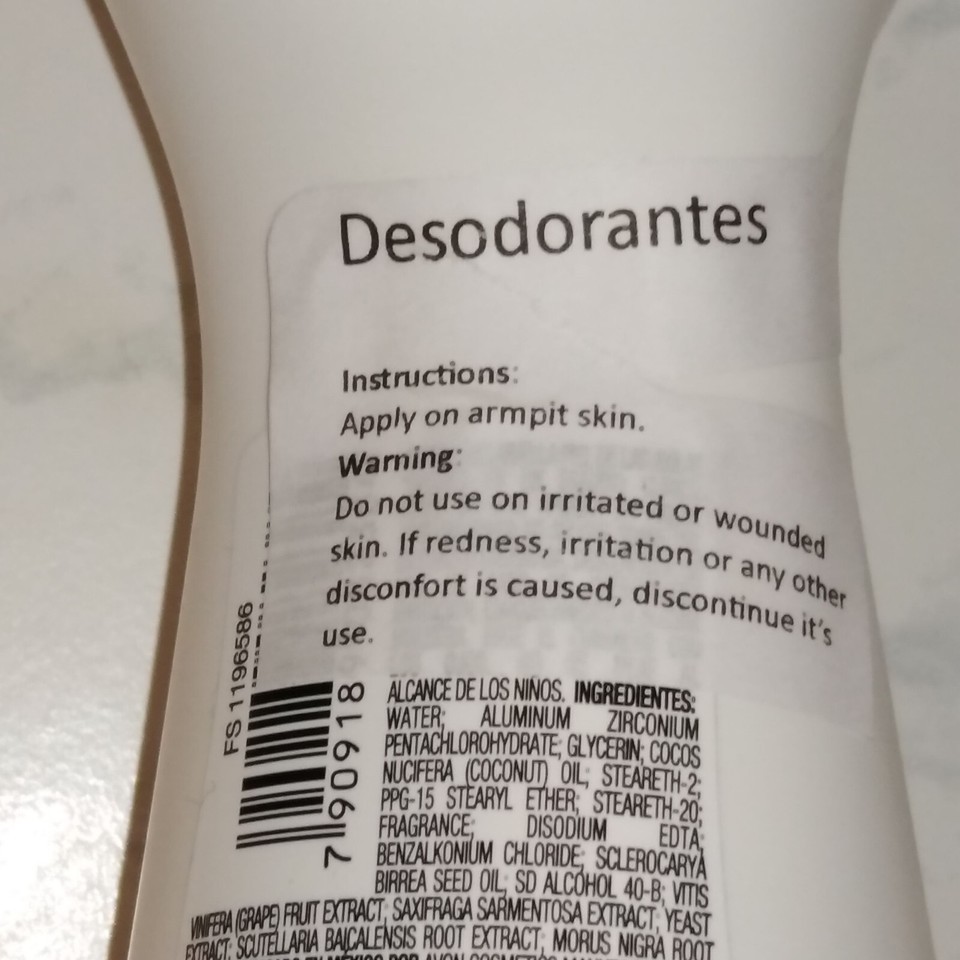 Desodorantes
Instructions:
Apply on armpit skin.
Warning:
Do not use on irritated or wounded
skin. If redness, irritation or any other
disconfort is caused, discontinue it's
use.
FS 1196586
7 90918
ALCANCE DE LOS NIÑOS. INGREDIENTES:
WATER; ALUMINUM ZIRCONIUM
PENTACHLOROHYDRATE; GLYCERIN; COCOS
NUCIFERA (COCONUT) OIL; STEARETH-2;
PPG-15 STEARYL ETHER; STEARETH-20;
FRAGRANCE; DISODIUM EDTA;
BENZALKONIUM CHLORIDE; SCLEROCARYA
BIRREA SEED OIL; SD ALCOHOL 40-B; VITIS
VINIFERA (GRAPE) FRUIT EXTRACT; SAXIFRAGA SARMENTOSA EXTRACT; YEAST
EXTRACT; SCUTELLARIA BAICALENSIS ROOT EXTRACT; MORUS NIGRA ROOT